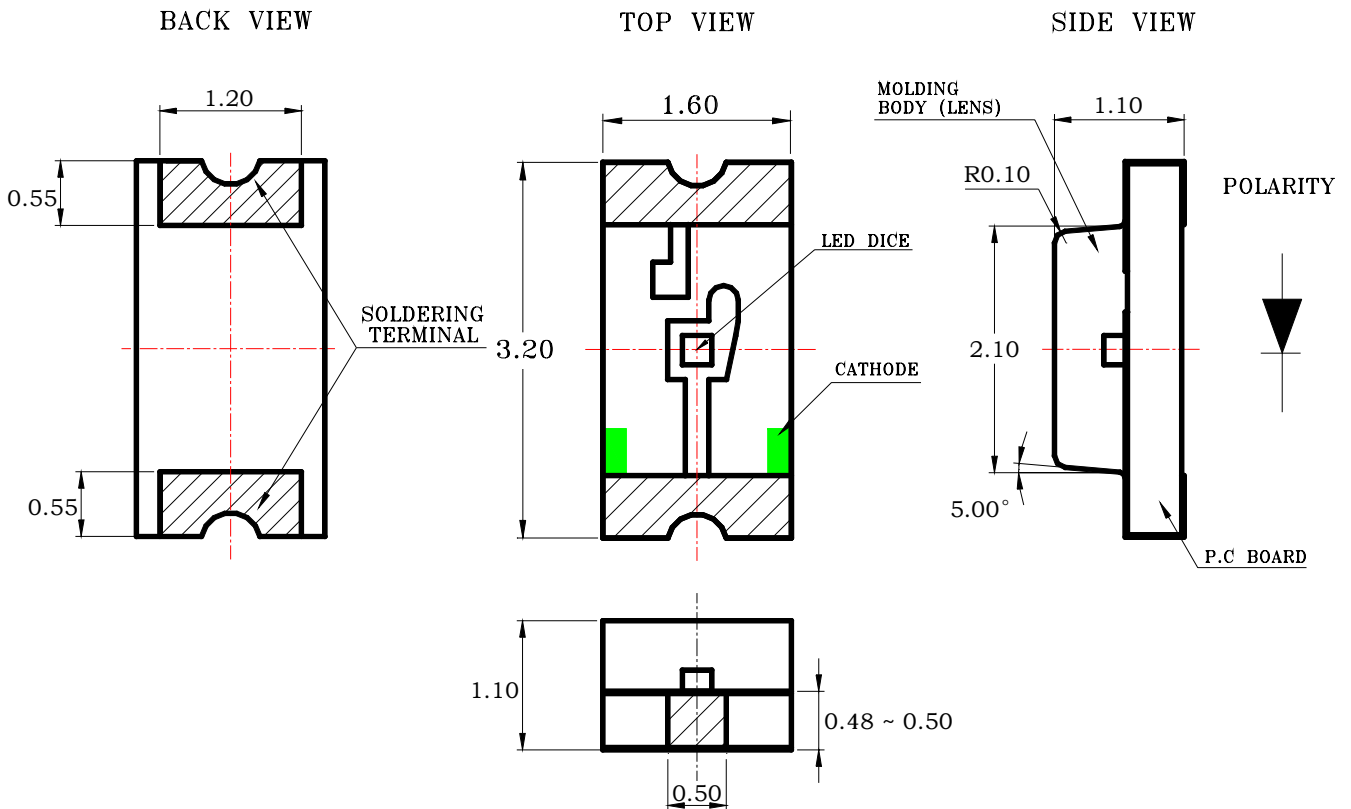 BACK VIEW
TOP VIEW
SIDE VIEW
1.20
0.55
SOLDERING
TERMINAL
0.55
1.60
3.20
LED DICE
CATHODE
MOLDING
BODY (LENS)
1.10
R0.10
2.10
5.00°
P.C BOARD
POLARITY
1.10
0.48 ~ 0.50
0.50